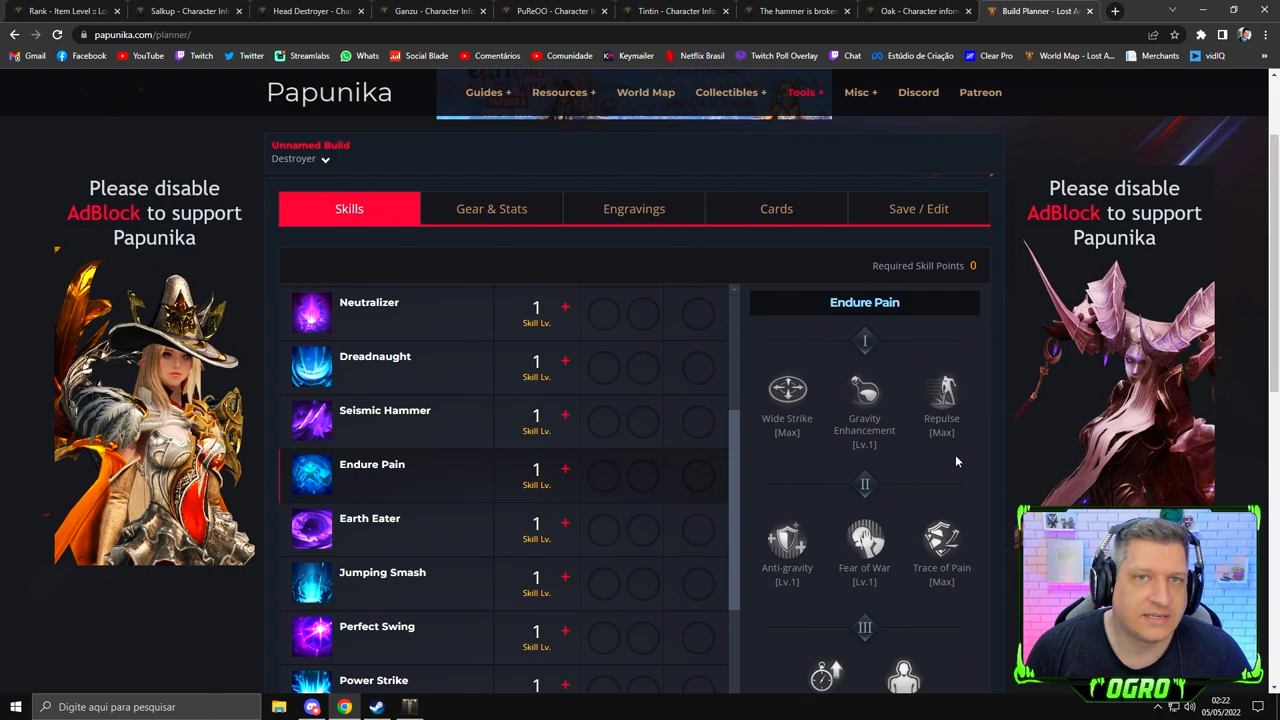 Rank - Item Level :: Lo
Salkup - Character Inf
Head Destroyer - Char
Ganzu - Character Info
PuReOO - Character I
Tintin - Character Info
The hammer is broken
Oak - Character inform
Build Planner - Lost A
papunika.com/planner/
Gmail
Facebook
YouTube
Twitch
Twitter
Streamlabs
Whats
Social Blade
Comentários
Comunidade
Keymailer
Netflix Brasil
Twitch Poll Overlay
Chat
Estúdio de Criação
Clear Pro
World Map - Lost A...
Merchants
vidIQ
Papunika
Guides +
Resources +
World Map
Collectibles +
Tools +
Misc +
Discord
Patreon
Unnamed Build
Destroyer
Please disable
AdBlock to support
Papunika
Please disable
AdBlock to support
Papunika
Skills
Gear & Stats
Engravings
Cards
Save / Edit
Required Skill Points 0
Neutralizer
1
Skill Lv.
Dreadnaught
1
Skill Lv.
Seismic Hammer
1
Skill Lv.
Endure Pain
1
Skill Lv.
Earth Eater
1
Skill Lv.
Jumping Smash
1
Skill Lv.
Perfect Swing
1
Skill Lv.
Power Strike
1
Endure Pain
I
Wide Strike
[Max]
Gravity
Enhancement
[Lv.1]
Repulse
[Max]
II
Anti-gravity
[Lv.1]
Fear of War
[Lv.1]
Trace of Pain
[Max]
III
OGRO
Digite aqui para pesquisar
02:22
05/05/2022